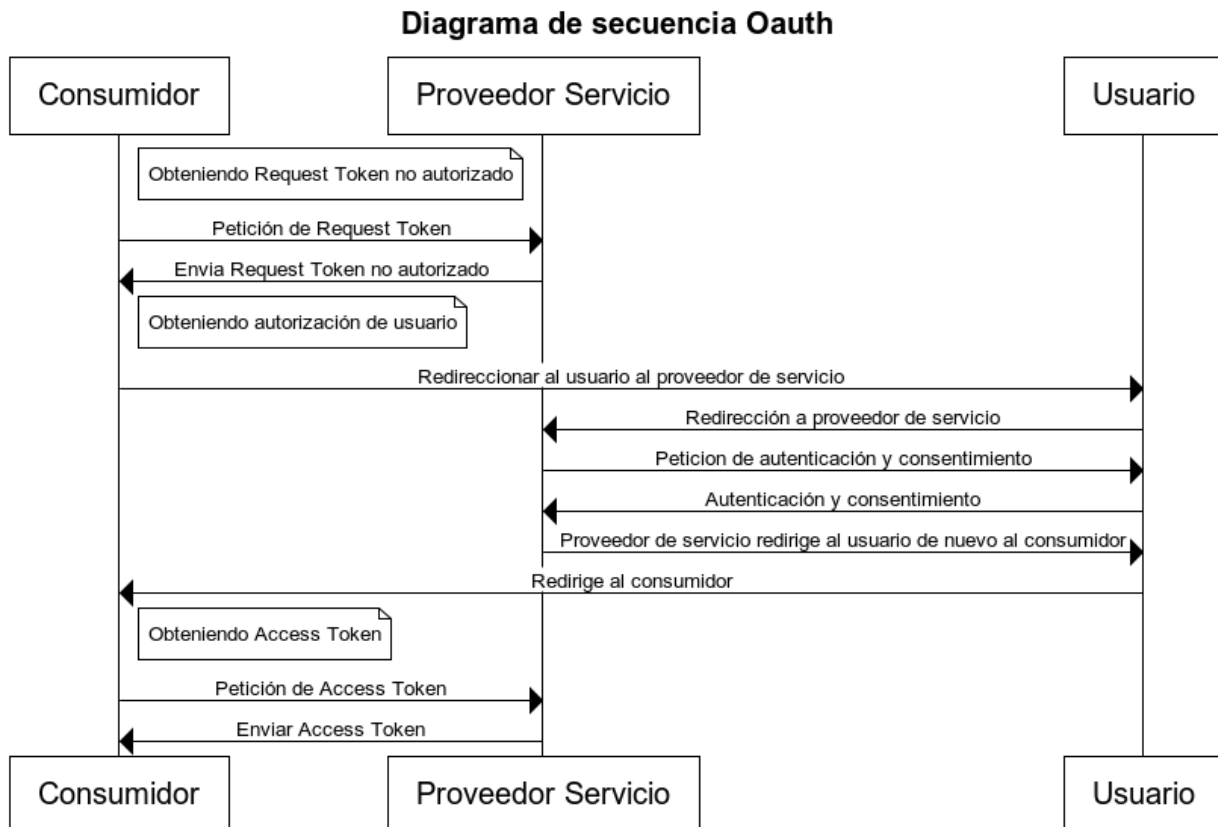 Diagrama de secuencia Oauth
Consumidor
Proveedor Servicio
Usuario
Obteniendo Request Token no autorizado
Petición de Request Token
Envia Request Token no autorizado
Obteniendo autorización de usuario
Redireccionar al usuario al proveedor de servicio
Redirección a proveedor de servicio
Peticion de autenticación y consentimiento
Autenticación y consentimiento
Proveedor de servicio redirige al usuario de nuevo al consumidor
Redirige al consumidor
Obteniendo Access Token
Petición de Access Token
Enviar Access Token
Consumidor
Proveedor Servicio
Usuario